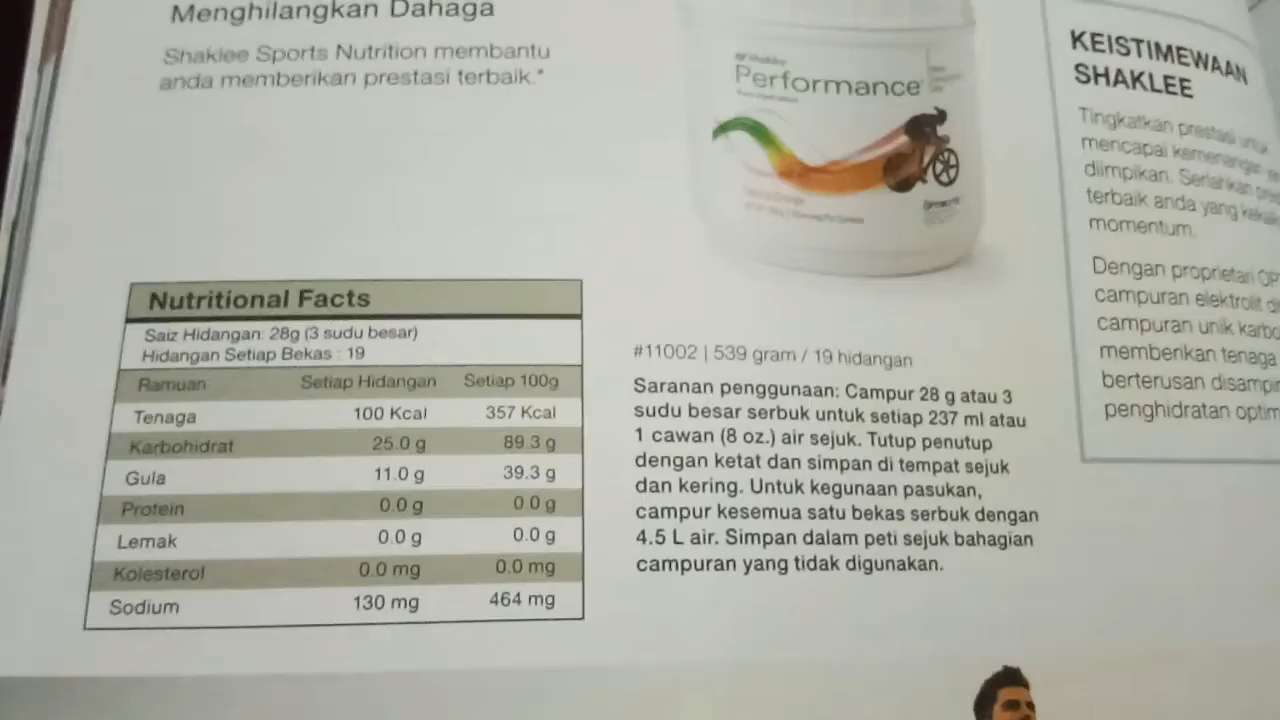 Menghilangkan Dahaga
Shaklee Sports Nutrition membantu
anda memberikan prestasi terbaik.*
Performance
KEISTIMEWAAN
SHAKLEE
Tingkatkan prestasi untuk
mencapai kemenangan
diimpikan. Serlahkan
terbaik anda yang
momentum.
Dengan proprietari
campuran elektrolit
campuran unik
memberikan tenaga
berterusan
penghidratan
Nutritional Facts
Saiz Hidangan: 28g (3 sudu besar)
Hidangan Setiap Bekas : 19
Ramuan Setiap Hidangan Setiap 100g
Tenaga 100 Kcal 357 Kcal
Karbohidrat 25.0 g 89.3 g
Gula 11.0 g 39.3 g
Protein 0.0 g 0.0 g
Lemak 0.0 g 0.0 g
Kolesterol 0.0 mg 0.0 mg
Sodium 130 mg 464 mg
#11002 | 539 gram / 19 hidangan
Saranan penggunaan: Campur 28 g atau 3
sudu besar serbuk untuk setiap 237 ml atau
1 cawan (8 oz.) air sejuk. Tutup penutup
dengan ketat dan simpan di tempat sejuk
dan kering. Untuk kegunaan pasukan,
campur kesemua satu bekas serbuk dengan
4.5 L air. Simpan dalam peti sejuk bahagian
campuran yang tidak digunakan.